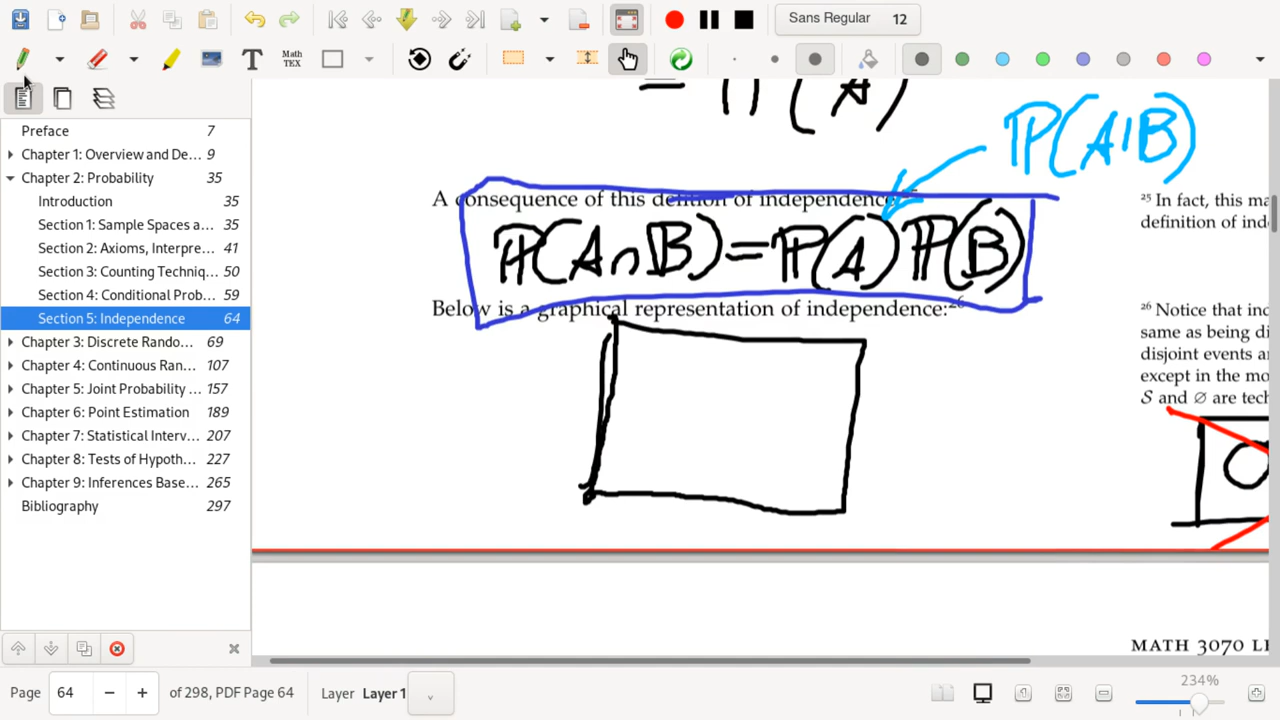 Sans Regular 12
T Math TEX
Preface 7
Chapter 1: Overview and De... 9
Chapter 2: Probability 35
Introduction 35
Section 1: Sample Spaces a... 35
Section 2: Axioms, Interpre... 41
Section 3: Counting Techniq... 50
Section 4: Conditional Prob... 59
Section 5: Independence 64
Chapter 3: Discrete Rando... 69
Chapter 4: Continuous Ran... 107
Chapter 5: Joint Probability ... 157
Chapter 6: Point Estimation 189
Chapter 7: Statistical Interv... 207
Chapter 8: Tests of Hypoth... 227
Chapter 9: Inferences Base... 265
Bibliography 297
= ℙ(A)
ℙ(A|B)
A consequence of this defintion of independence
ℙ(A∩B)=ℙ(A)ℙ(B)
Below is a graphical representation of independence:²⁶
²⁵ In fact, this ma
definition of ind
²⁶ Notice that ind
same as being di
disjoint events a
except in the mo
S and ∅ are tech
MATH 3070 LE
Page 64 of 298, PDF Page 64 Layer Layer 1 234%